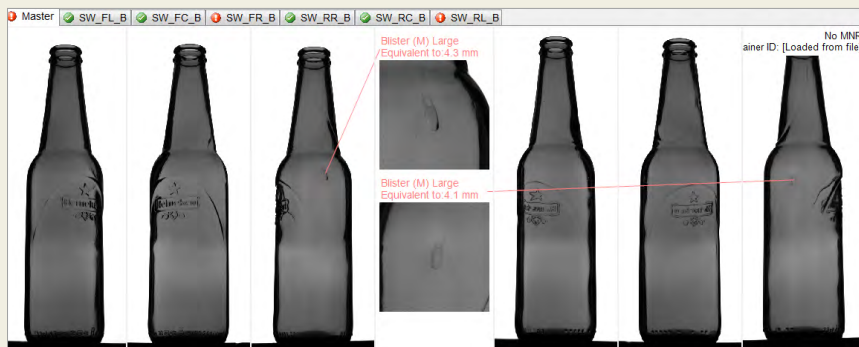 Master
SW_FL_B
SW_FC_B
SW_FR_B
SW_RR_B
SW_RC_B
SW_RL_B
No MNR
ainer ID: [Loaded from file
Blister (M) Large
Equivalent to:4.3 mm
Blister (M) Large
Equivalent to:4.1 mm